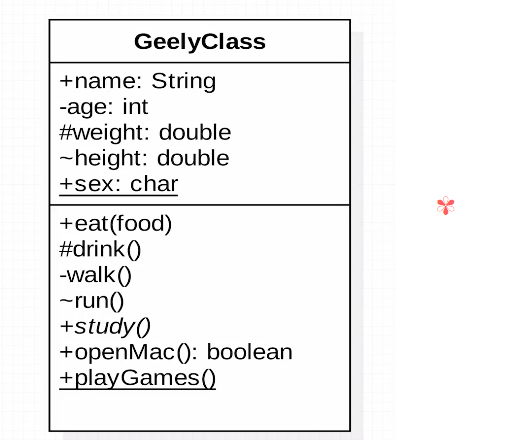 GeelyClass
+name: String
-age: int
#weight: double
~height: double
+sex: char
+eat(food)
#drink()
-walk()
~run()
+study()
+openMac(): boolean
+playGames()